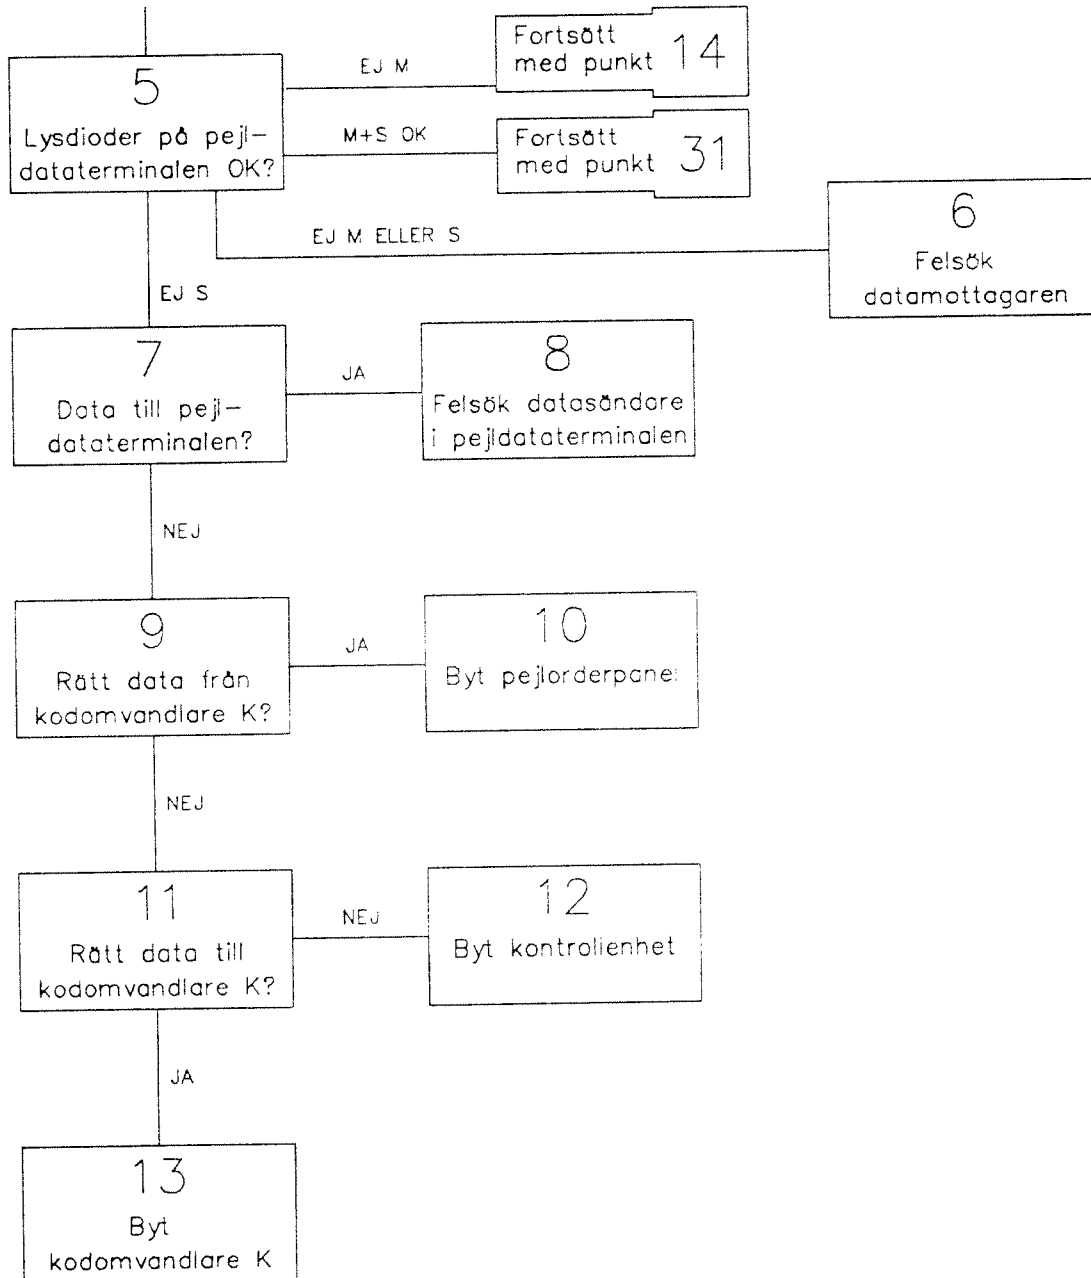 5
Lysdioder på pejl-
dataterminalen OK?
EJ M
Fortsätt
med punkt 14
M+S OK
Fortsätt
med punkt 31
EJ M ELLER S
6
Felsök
datamottagaren
EJ S
7
Data till pejl-
dataterminalen?
JA
8
Felsök datasändare
i pejldataterminalen
NEJ
9
Rätt data från
kodomvandlare K?
JA
10
Byt pejlorderpanel
NEJ
11
Rätt data till
kodomvandlare K?
NEJ
12
Byt kontrollenhet
JA
13
Byt
kodomvandlare K